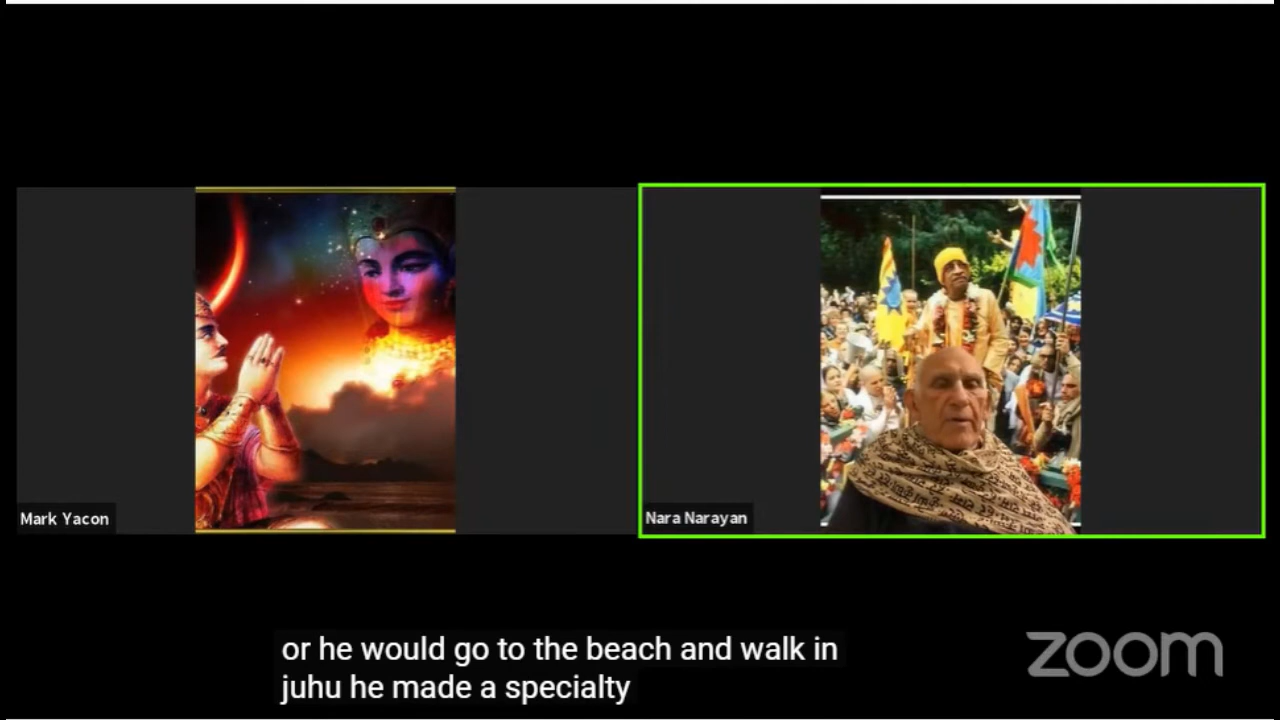 Mark Yacon
Nara Narayan
or he would go to the beach and walk in
juhu he made a specialty
zoom